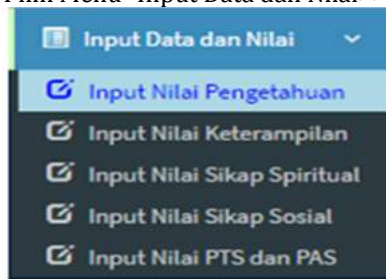 Input Data dan Nilai
Input Nilai Pengetahuan
Input Nilai Keterampilan
Input Nilai Sikap Spiritual
Input Nilai Sikap Sosial
Input Nilai PTS dan PAS